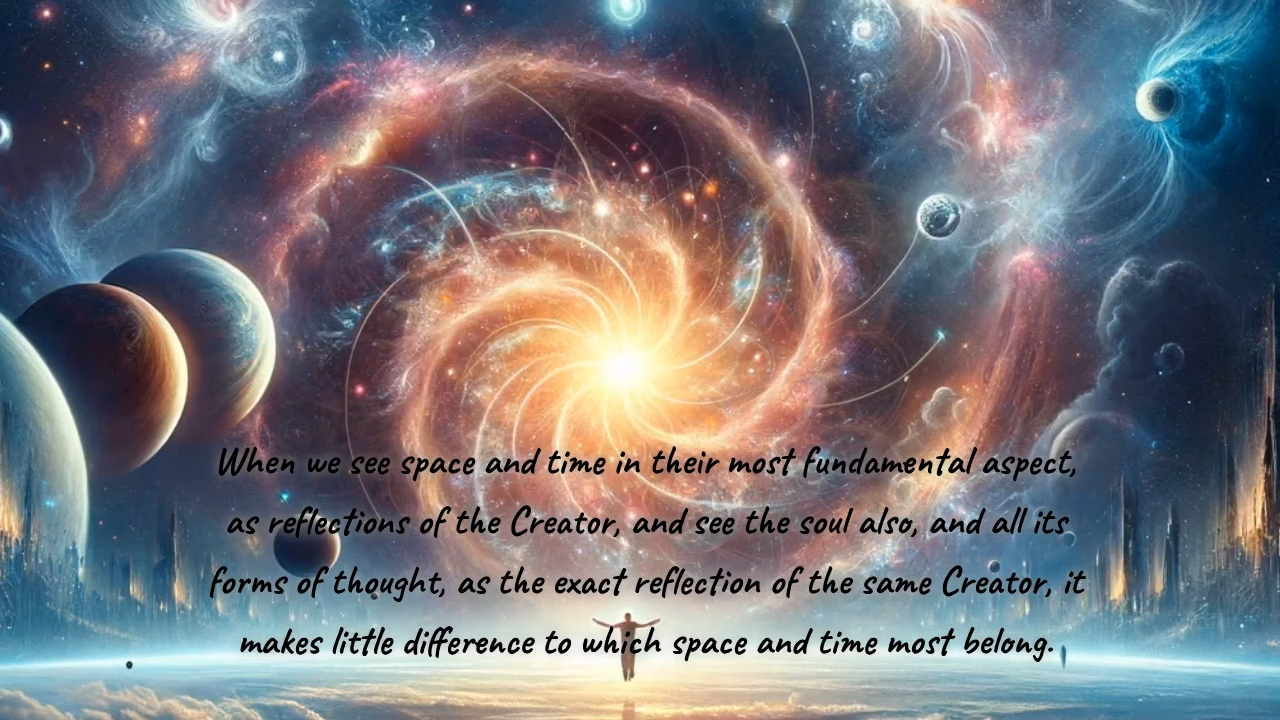 When we see space and time in their most fundamental aspect,
as reflections of the Creator, and see the soul also, and all its
forms of thought, as the exact reflection of the same Creator, it
makes little difference to which space and time most belong.